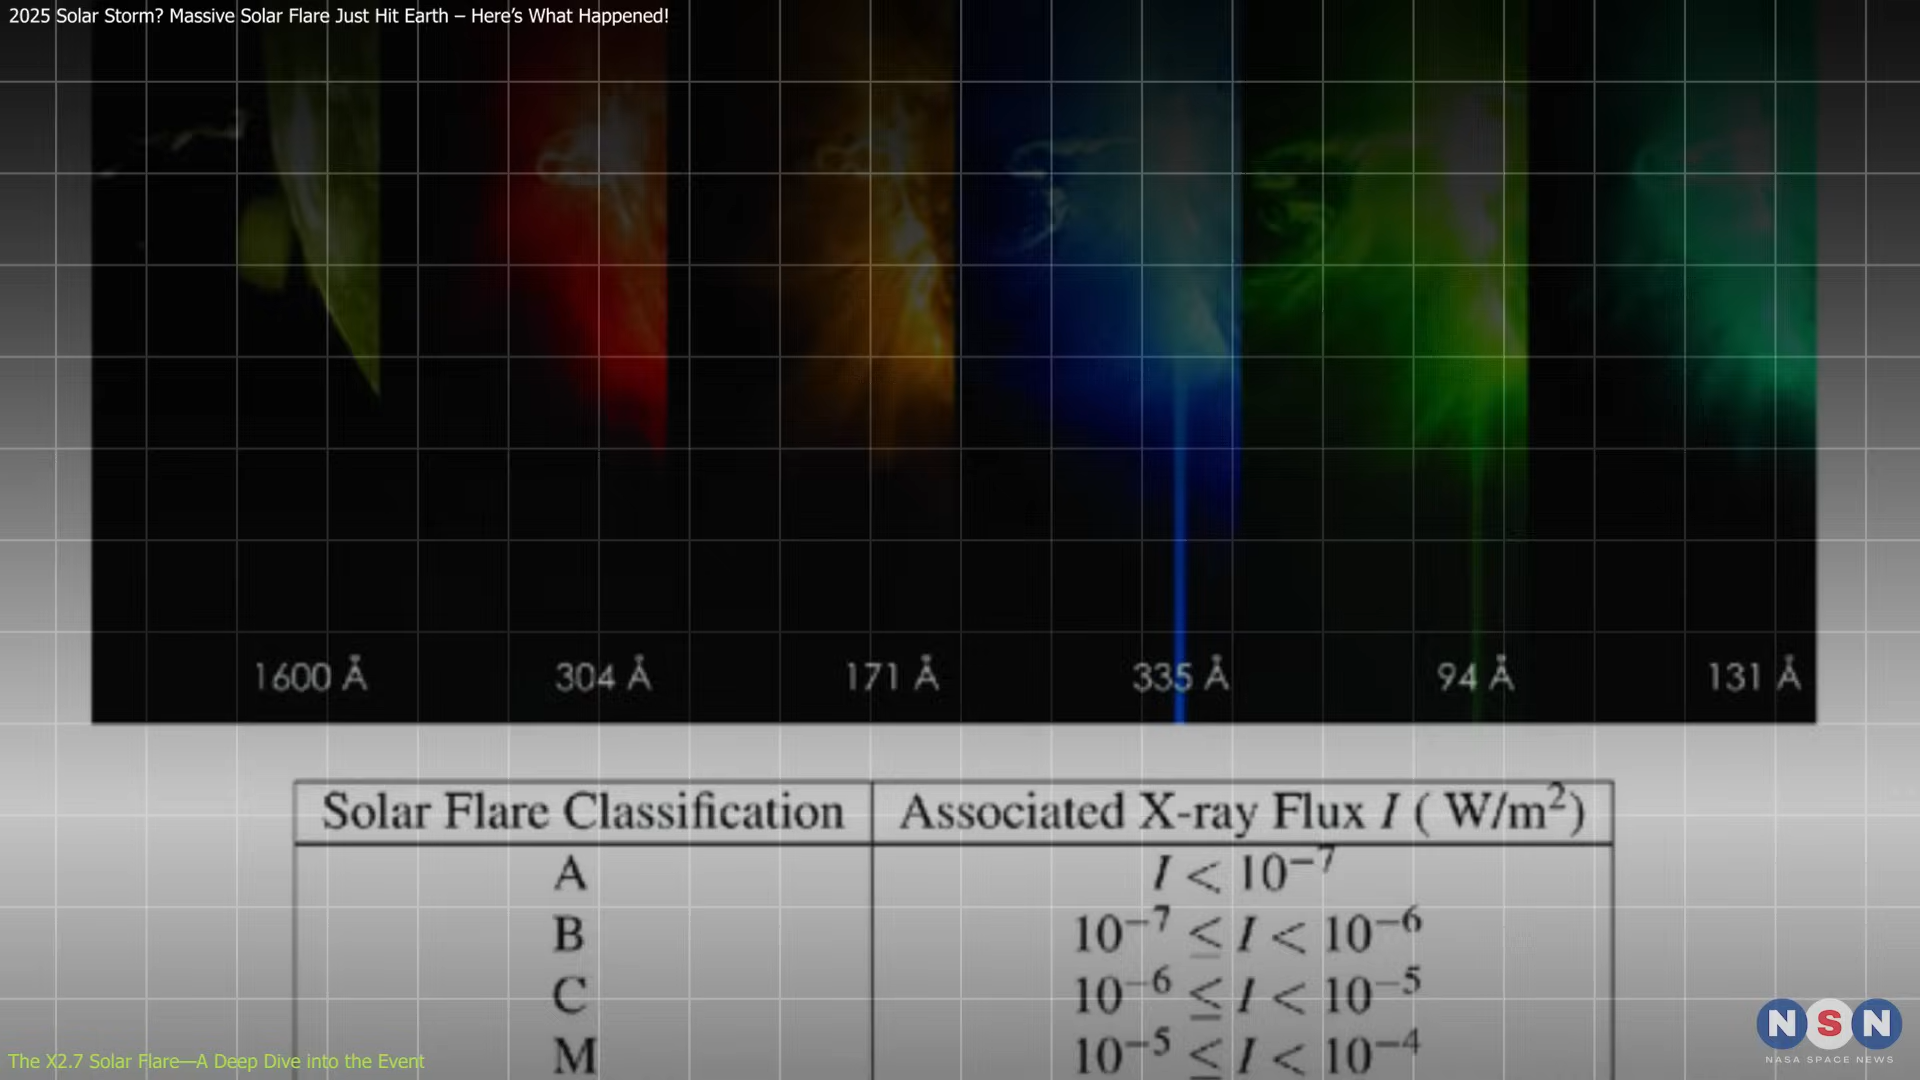 2025 Solar Storm? Massive Solar Flare Just Hit Earth – Here's What Happened!
1600 Å 304 Å 171 Å 335 Å 94 Å 131 Å
Solar Flare Classification Associated X-ray Flux I ( W/m²)
A I < 10⁻⁷
B 10⁻⁷ ≤ I < 10⁻⁶
C 10⁻⁶ ≤ I < 10⁻⁵
M 10⁻⁵ ≤ I < 10⁻⁴
The X2.7 Solar Flare—A Deep Dive into the Event
NSN
NASA SPACE NEWS